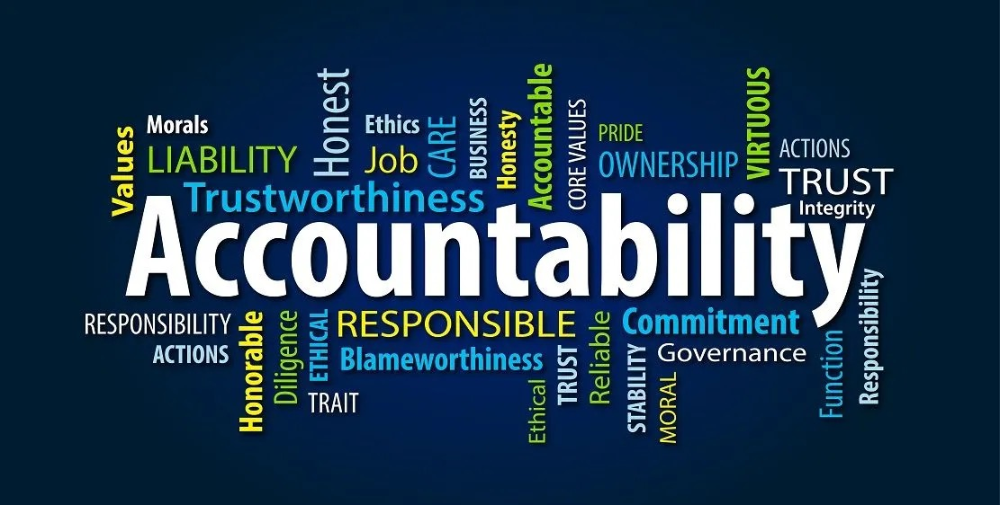 Values
Morals
LIABILITY
Honest
Ethics
Job
CARE
BUSINESS
Honesty
Accountable
CORE VALUES
PRIDE
OWNERSHIP
VIRTUOUS
ACTIONS
TRUST
Integrity
Trustworthiness
Accountability
RESPONSIBILITY
ACTIONS
Honorable
Diligence
ETHICAL
TRAIT
RESPONSIBLE
Blameworthiness
Ethical
TRUST
Reliable
Commitment
STABILITY
Governance
MORAL
Function
Responsibility